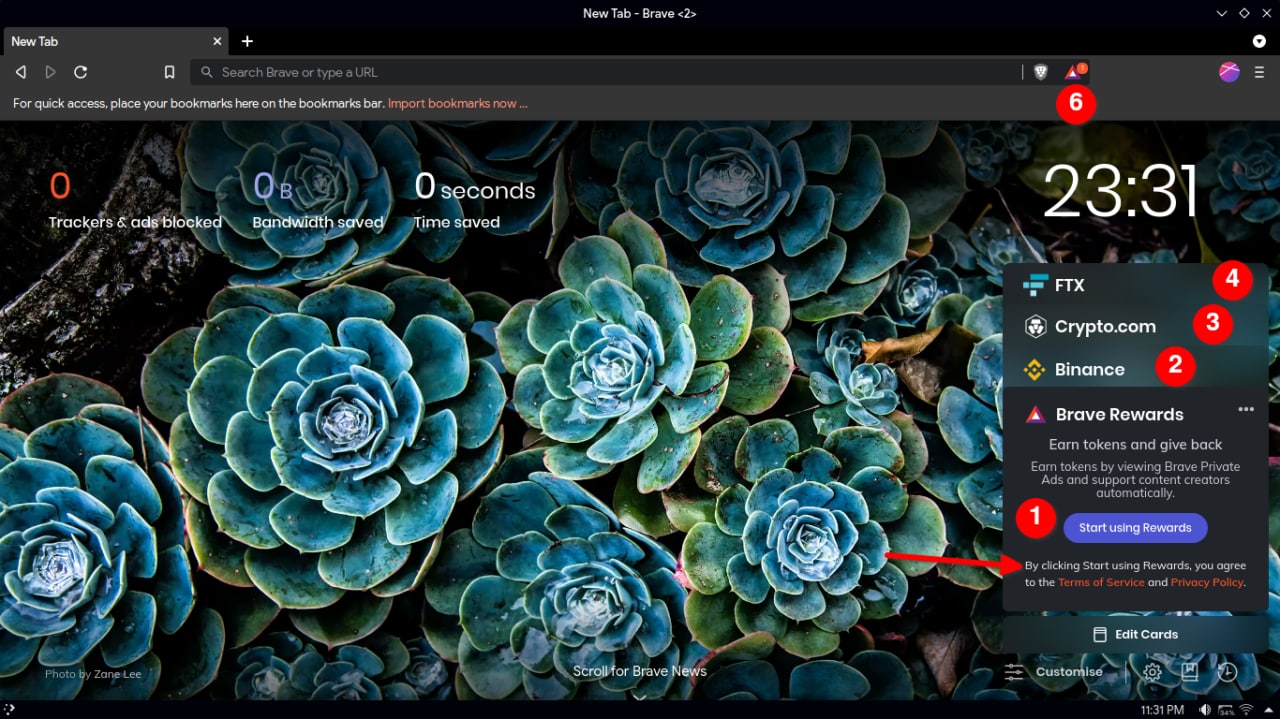 New Tab - Brave <2>
New Tab
Search Brave or type a URL
1
For quick access, place your bookmarks here on the bookmarks bar. Import bookmarks now ...
6
0
0 B
0 seconds
23:31
Trackers & ads blocked
Bandwidth saved
Time saved
FTX
4
Crypto.com
3
Binance
2
Brave Rewards
Earn tokens and give back
Earn tokens by viewing Brave Private
Ads and support content creators
automatically.
1
Start using Rewards
By clicking Start using Rewards, you agree
to the Terms of Service and Privacy Policy.
Edit Cards
Photo by Zane Lee
Scroll for Brave News
Customise
11:31 PM
34%